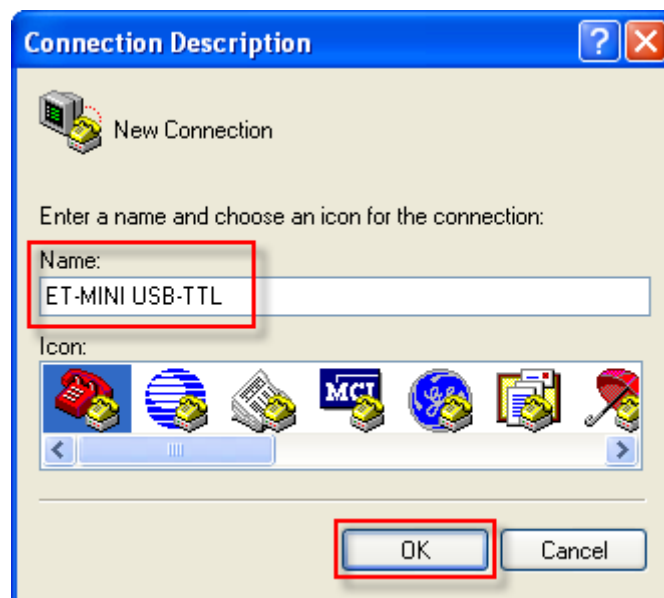 Connection Description
New Connection
Enter a name and choose an icon for the connection:
Name:
ET-MINI USB-TTL
Icon:
MCI
OK Cancel